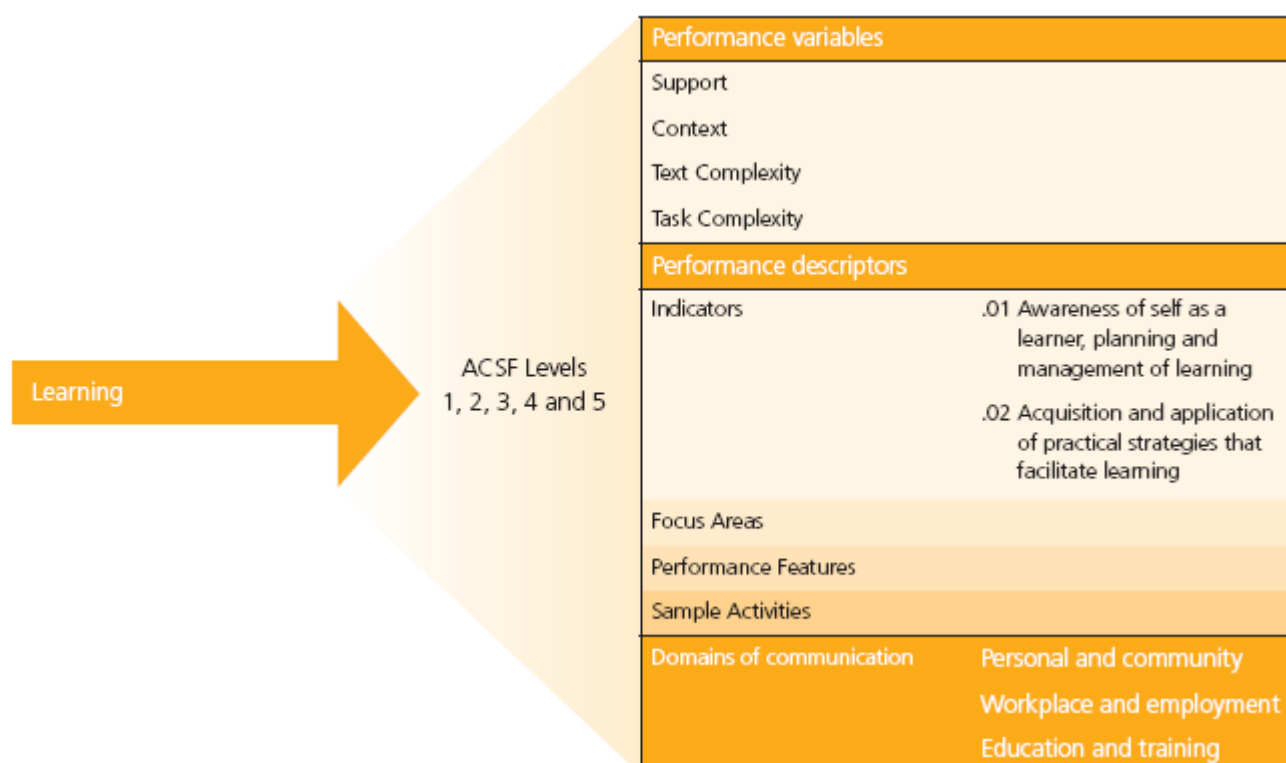 Learning
ACSF Levels
1, 2, 3, 4 and 5
Performance variables
Support
Context
Text Complexity
Task Complexity
Performance descriptors
Indicators
.01 Awareness of self as a
learner, planning and
management of learning
.02 Acquisition and application
of practical strategies that
facilitate learning
Focus Areas
Performance Features
Sample Activities
Domains of communication
Personal and community
Workplace and employment
Education and training